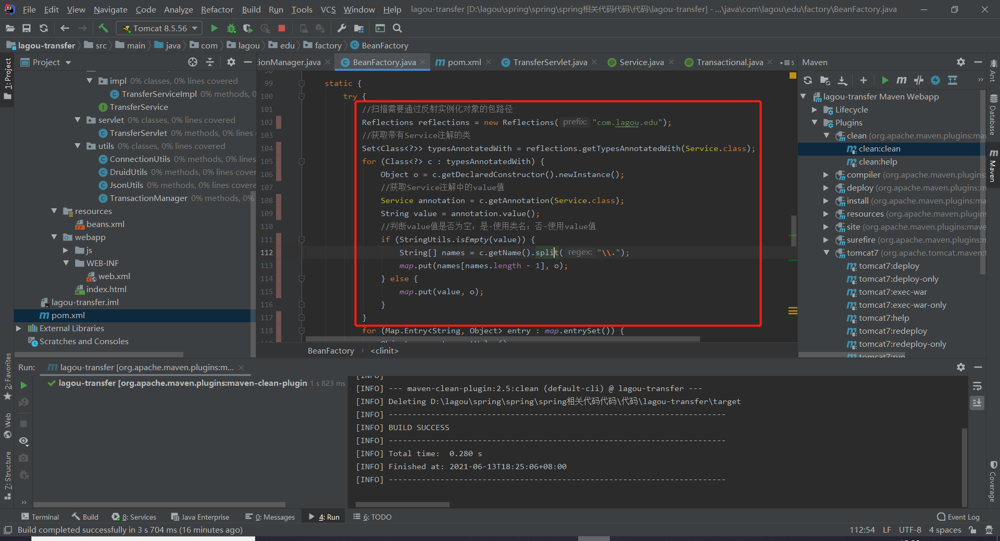 File Edit View Navigate Code Analyze Refactor Build Run Tools VCS Window Help lagou-transfer [D:\lagou\spring\spring\spring相关代码代码\代码\lagou-transfer] - ...\java\com\lagou\edu\factory\BeanFactory.java
Tomcat 8.5.56
lagou-transfer src main java com lagou edu factory BeanFactory
1: Project
2: Favorites
Web
Z: Structure
Project
impl 0% classes, 0% lines covered
TransferServiceImpl 0% methods, 0
TransferService
servlet 0% classes, 0% lines covered
TransferServlet 0% methods, 0% lines
utils 0% classes, 0% lines covered
ConnectionUtils 0% methods, 0% lines
DruidUtils 0% methods, 0% lines cover
JsonUtils 0% methods, 0% lines covere
TransactionManager 0% methods, 0%
resources
beans.xml
webapp
js
WEB-INF
web.xml
index.html
lagou-transfer.iml
pom.xml
External Libraries
Scratches and Consoles
tionManager.java BeanFactory.java pom.xml TransferServlet.java Service.java Transactional.java 5
98
99 static {
100 try {
101 //扫描需要通过反射实例化对象的包路径
102 Reflections reflections = new Reflections( prefix: "com.lagou.edu");
103 //获取带有Service注解的类
104 Set<Class<?>> typesAnnotatedWith = reflections.getTypesAnnotatedWith(Service.class);
105 for (Class<?> c : typesAnnotatedWith) {
106 Object o = c.getDeclaredConstructor().newInstance();
107 //获取Service注解中的value值
108 Service annotation = c.getAnnotation(Service.class);
109 String value = annotation.value();
110 //判断value值是否为空：是-使用类名；否-使用value值
111 if (StringUtils.isEmpty(value)) {
112 String[] names = c.getName().split( regex: "\\.");
113 map.put(names[names.length - 1], o);
114 } else {
115 map.put(value, o);
116 }
117 }
118 for (Map.Entry<String, Object> entry : map.entrySet()) {
BeanFactory › <clinit>
Maven
lagou-transfer Maven Webapp
Lifecycle
Plugins
clean (org.apache.maven.plugins:mav
clean:clean
clean:help
compiler (org.apache.maven.plugins:
deploy (org.apache.maven.plugins:m
install (org.apache.maven.plugins:ma
resources (org.apache.maven.plugins
site (org.apache.maven.plugins:mave
surefire (org.apache.maven.plugins:m
tomcat7 (org.apache.tomcat.maven:t
tomcat7:deploy
tomcat7:deploy-only
tomcat7:exec-war
tomcat7:exec-war-only
tomcat7:help
tomcat7:redeploy
tomcat7:redeploy-only
tomcat7:run
Ant
Database
Maven
Coverage
Run: lagou-transfer [org.apache.maven.plugins:m...
lagou-transfer [org.apache.maven.plugins:maven-clean-plugin 1 s 823 ms
[INFO]
[INFO] --- maven-clean-plugin:2.5:clean (default-cli) @ lagou-transfer ---
[INFO] Deleting D:\lagou\spring\spring\spring相关代码代码\代码\lagou-transfer\target
[INFO] ------------------------------------------------------------------------
[INFO] BUILD SUCCESS
[INFO] ------------------------------------------------------------------------
[INFO] Total time:  0.280 s
[INFO] Finished at: 2021-06-13T18:25:06+08:00
[INFO] ------------------------------------------------------------------------
Terminal Build 8: Services Java Enterprise 0: Messages 4: Run 6: TODO Event Log
Build completed successfully in 3 s 704 ms (16 minutes ago) 112:54 LF UTF-8 4 spaces